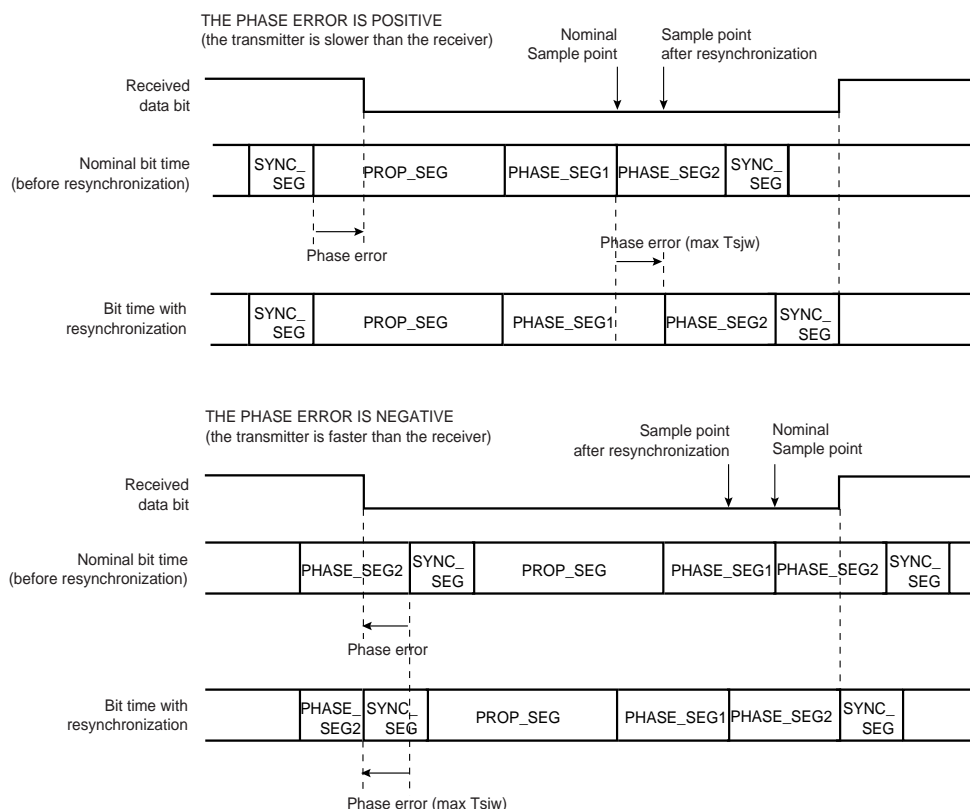 THE PHASE ERROR IS POSITIVE
(the transmitter is slower than the receiver)
Nominal
Sample point
Sample point
after resynchronization)
Received
data bit
Nominal bit time
(before resynchronization)
SYNC_
SEG
PROP_SEG
PHASE_SEG1
PHASE_SEG2
SYNC_
SEG
Phase error
Phase error (max Tsjw)
Bit time with
resynchronization
SYNC_
SEG
PROP_SEG
PHASE_SEG1
PHASE_SEG2
SYNC_
SEG
THE PHASE ERROR IS NEGATIVE
(the transmitter is faster than the receiver)
Sample point
after resynchronization
Nominal
Sample point
Received
data bit
Nominal bit time
(before resynchronization)
PHASE_SEG2
SYNC_
SEG
PROP_SEG
PHASE_SEG1
PHASE_SEG2
SYNC_
SEG
Phase error
Bit time with
resynchronization
PHASE_
SEG2
SYNC_
SEG
PROP_SEG
PHASE_SEG1
PHASE_SEG2
SYNC_
SEG
Phase error (max Tsjw)